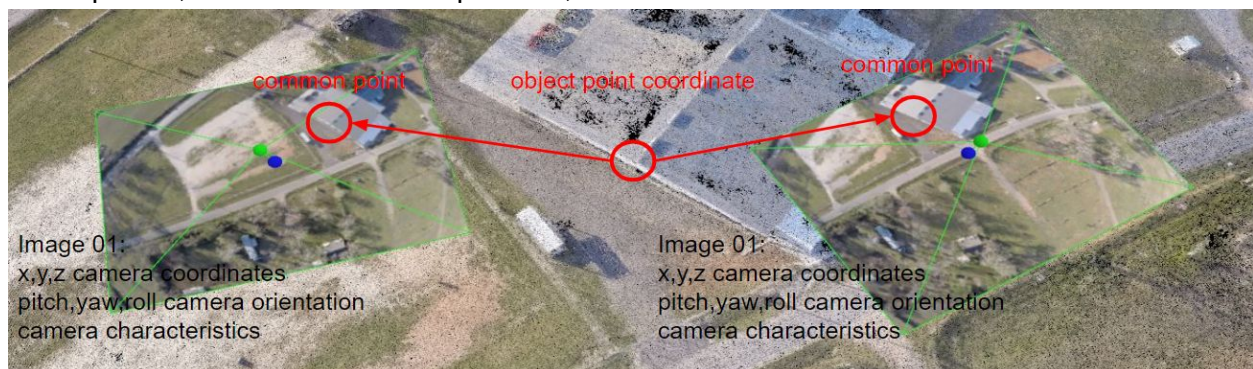 common point
object point coordinate
common point
Image 01:
x,y,z camera coordinates
pitch,yaw,roll camera orientation
camera characteristics
Image 01:
x,y,z camera coordinates
pitch,yaw,roll camera orientation
camera characteristics